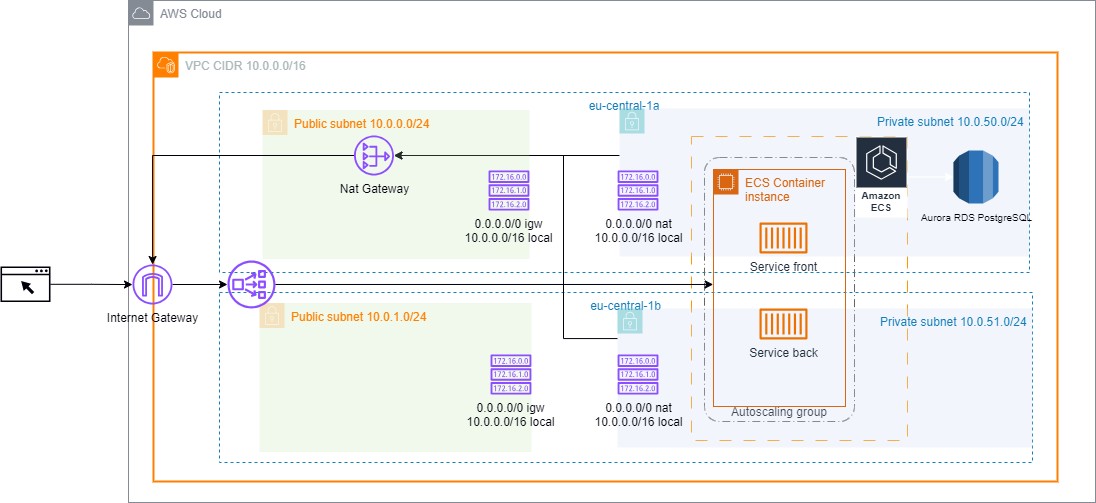 AWS Cloud
VPC CIDR 10.0.0.0/16
eu-central-1a
Public subnet 10.0.0.0/24
Private subnet 10.0.50.0/24
Nat Gateway
172.16.0.0
172.16.1.0
172.16.2.0
0.0.0.0/0 igw
10.0.0.0/16 local
172.16.0.0
172.16.1.0
172.16.2.0
0.0.0.0/0 nat
10.0.0.0/16 local
ECS Container
instance
Amazon
ECS
Aurora RDS PostgreSQL
Service front
Internet Gateway
eu-central-1b
Public subnet 10.0.1.0/24
Private subnet 10.0.51.0/24
Service back
172.16.0.0
172.16.1.0
172.16.2.0
0.0.0.0/0 igw
10.0.0.0/16 local
172.16.0.0
172.16.1.0
172.16.2.0
0.0.0.0/0 nat
10.0.0.0/16 local
Autoscaling group